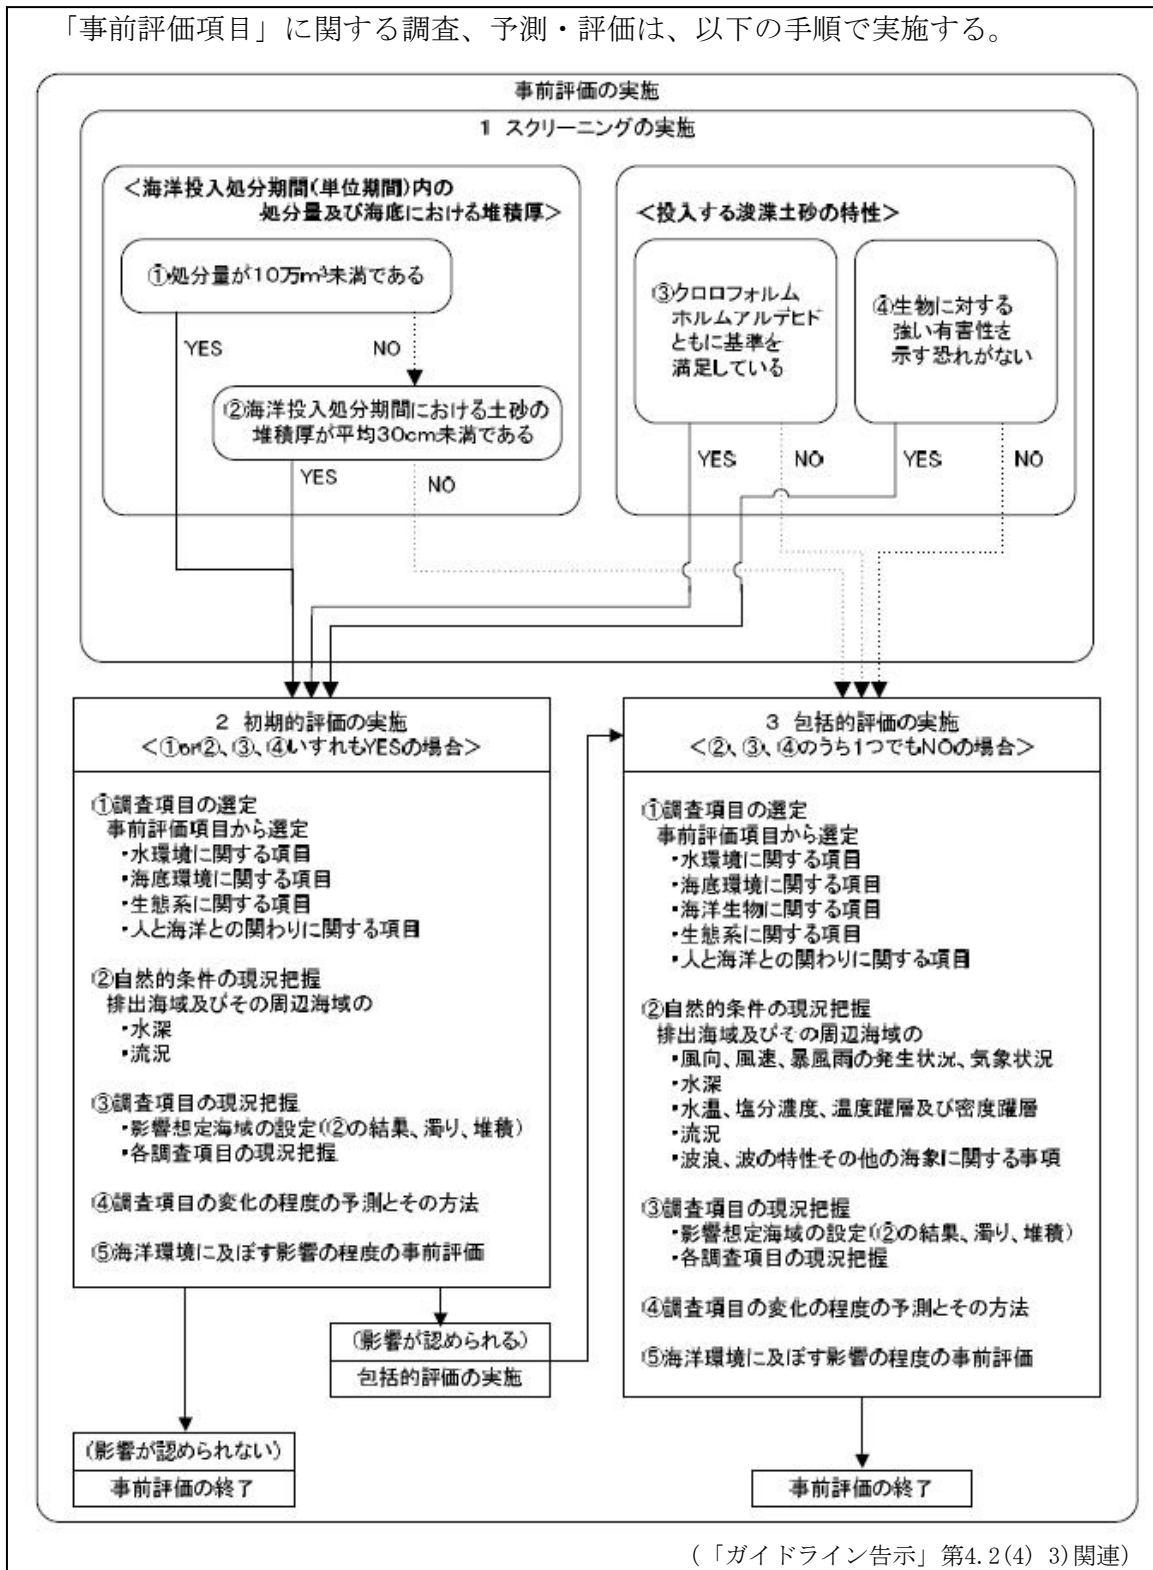 「事前評価項目」に関する調査、予測・評価は、以下の手順で実施する。
事前評価の実施
1 スクリーニングの実施
＜海洋投入処分期間(単位期間)内の
処分量及び海底における堆積厚＞
①処分量が10万m³未満である
YES
NO
②海洋投入処分期間における土砂の
堆積厚が平均30cm未満である
YES
NO
＜投入する浚渫土砂の特性＞
③クロロフォルム
ホルムアルデヒド
ともに基準を
満足している
④生物に対する
強い有害性を
示す恐れがない
YES
NO
YES
NO
2 初期的評価の実施
＜①or②、③、④いずれもYESの場合＞
①調査項目の選定
事前評価項目から選定
・水環境に関する項目
・海底環境に関する項目
・生態系に関する項目
・人と海洋との関わりに関する項目
②自然的条件の現況把握
排出海域及びその周辺海域の
・水深
・流況
③調査項目の現況把握
・影響想定海域の設定(②の結果、濁り、堆積)
・各調査項目の現況把握
④調査項目の変化の程度の予測とその方法
⑤海洋環境に及ぼす影響の程度の事前評価
(影響が認められる)
包括的評価の実施
(影響が認められない)
事前評価の終了
3 包括的評価の実施
＜②、③、④のうち1つでもNOの場合＞
①調査項目の選定
事前評価項目から選定
・水環境に関する項目
・海底環境に関する項目
・海洋生物に関する項目
・生態系に関する項目
・人と海洋との関わりに関する項目
②自然的条件の現況把握
排出海域及びその周辺海域の
・風向、風速、暴風雨の発生状況、気象状況
・水深
・水温、塩分濃度、温度躍層及び密度躍層
・流況
・波浪、波の特性その他の海象に関する事項
③調査項目の現況把握
・影響想定海域の設定(②の結果、濁り、堆積)
・各調査項目の現況把握
④調査項目の変化の程度の予測とその方法
⑤海洋環境に及ぼす影響の程度の事前評価
事前評価の終了
(「ガイドライン告示」第4.2(4) 3)関連)